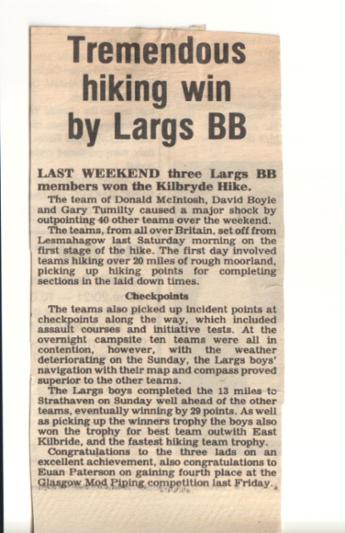 Tremendous
hiking win
by Largs BB
LAST WEEKEND three Largs BB
members won the Kilbryde Hike.
The team of Donald McIntosh, David Boyle
and Gary Tumilty caused a major shock by
outpointing 40 other teams over the weekend.
The teams, from all over Britain, set off from
Lesmahagow last Saturday morning on the
first stage of the hike. The first day involved
teams hiking over 20 miles of rough moorland,
picking up hiking points for completing
sections in the laid down times.
Checkpoints
The teams also picked up incident points at
checkpoints along the way, which included
assault courses and initiative tests. At the
overnight campsite ten teams were all in
contention, however, with the weather
deteriorating on the Sunday, the Largs boys'
navigation with their map and compass proved
superior to the other teams.
The Largs boys completed the 13 miles to
Strathaven on Sunday well ahead of the other
teams, eventually winning by 29 points. As well
as picking up the winners trophy the boys also
won the trophy for best team outwith East
Kilbride, and the fastest hiking team trophy.
Congratulations to the three lads on an
excellent achievement, also congratulations to
Euan Paterson on gaining fourth place at the
Glasgow Mod Piping competition last Friday.